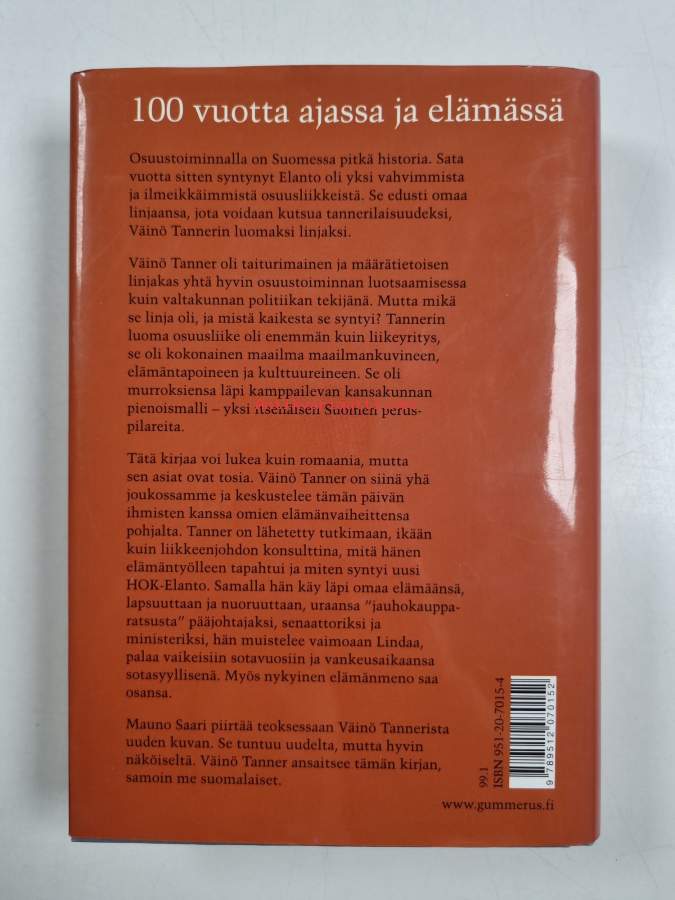 100 vuotta ajassa ja elämässä
Osuustoiminnalla on Suomessa pitkä historia. Sata
vuotta sitten syntynyt Elanto oli yksi vahvimmista
ja ilmeikkäimmistä osuusliikkeistä. Se edusti omaa
linjaansa, jota voidaan kutsua tannerilaisuudeksi,
Väinö Tannerin luomaksi linjaksi.
Väinö Tanner oli taiturimainen ja määrätietoisen
linjakas yhtä hyvin osuustoiminnan luotsaamisessa
kuin valtakunnan politiikan tekijänä. Mutta mikä
se linja oli, ja mistä kaikesta se syntyi? Tannerin
luoma osuusliike oli enemmän kuin liikeyritys,
se oli kokonainen maailma maailmankuvineen,
elämäntapoineen ja kulttuureineen. Se oli
murroksiensa läpi kamppailevan kansakunnan
pienoismalli – yksi itsenäisen Suomen perus-
pilareita.
Tätä kirjaa voi lukea kuin romaania, mutta
sen asiat ovat tosia. Väinö Tanner on siinä yhä
joukossamme ja keskustelee tämän päivän
ihmisten kanssa omien elämänvaiheittensa
pohjalta. Tanner on lähetetty tutkimaan, ikään
kuin liikkeenjohdon konsulttina, mitä hänen
elämäntyölleen tapahtui ja miten syntyi uusi
HOK-Elanto. Samalla hän käy läpi omaa elämäänsä,
lapsuuttaan ja nuoruuttaan, uraansa ”jauhokauppa-
ratsusta” pääjohtajaksi, senaattoriksi ja
ministeriksi, hän muistelee vaimoaan Lindaa,
palaa vaikeisiin sotavuosiin ja vankeusaikaansa
sotasyyllisenä. Myös nykyinen elämänmeno saa
osansa.
Mauno Saari piirtää teoksessaan Väinö Tannerista
uuden kuvan. Se tuntuu uudelta, mutta hyvin
näköiseltä. Väinö Tanner ansaitsee tämän kirjan,
samoin me suomalaiset.
99.1
ISBN 951-20-7015-4
9 789512 070152
www.gummerus.fi